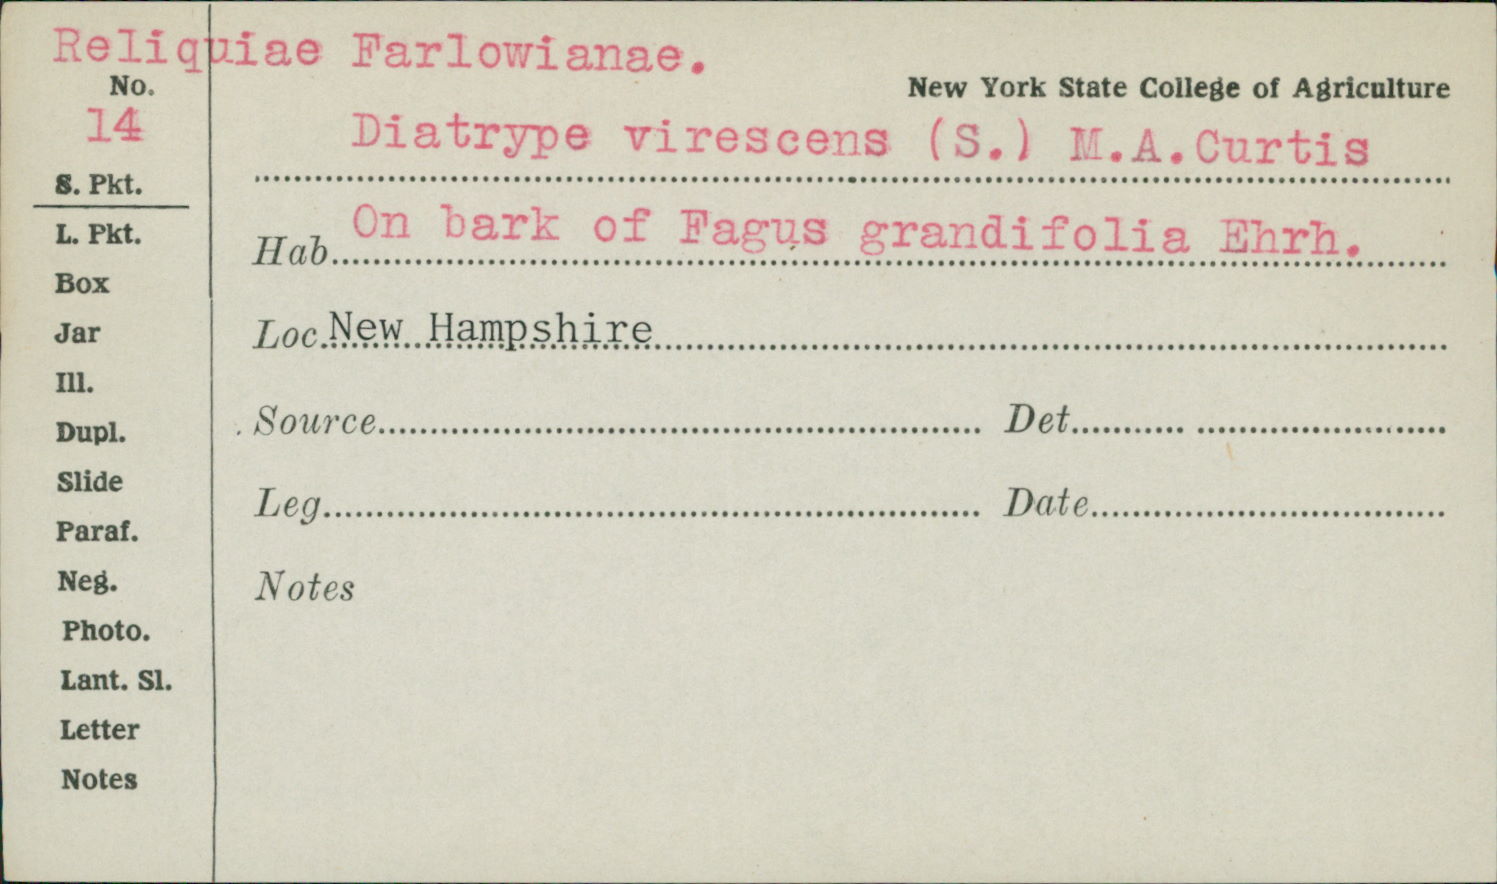 Reliquiae Farlowianae.
No.
New York State College of Agriculture
14
Diatrype virescens (S.) M.A.Curtis
S. Pkt.
L. Pkt.
On bark of Fagus grandifolia Ehrh.
Hab
Box
Jar
Loc. New Hampshire
Ill.
Dupl.
Source Det
Slide
Leg Date
Paraf.
Neg.
Notes
Photo.
Lant. Sl.
Letter
Notes